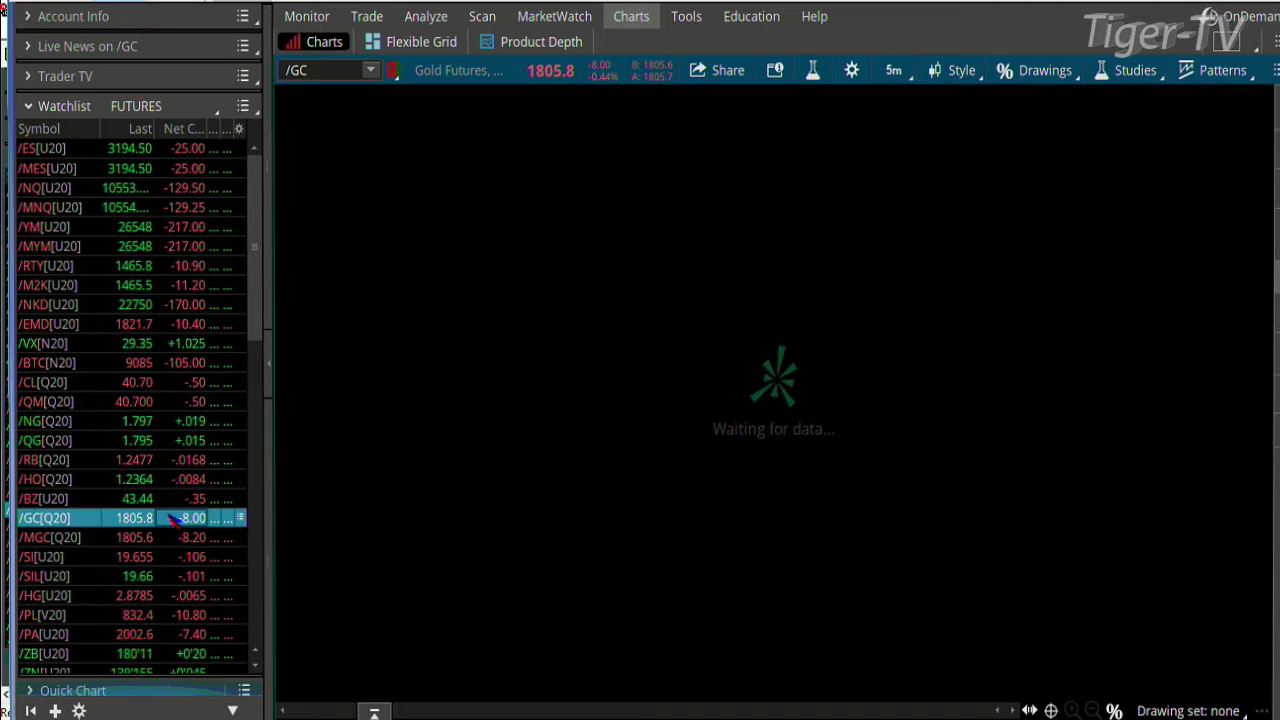 Account Info
Live News on /GC
Trader TV
Watchlist FUTURES
Symbol Last Net C... ... ...
/ES[U20] 3194.50 -25.00 ... ...
/MES[U20] 3194.50 -25.00 ... ...
/NQ[U20] 10553.... -129.50 ... ...
/MNQ[U20] 10554.... -129.25 ... ...
/YM[U20] 26548 -217.00 ... ...
/MYM[U20] 26548 -217.00 ... ...
/RTY[U20] 1465.8 -10.90 ... ...
/M2K[U20] 1465.5 -11.20 ... ...
/NKD[U20] 22750 -170.00 ... ...
/EMD[U20] 1821.7 -10.40 ... ...
/VX[N20] 29.35 +1.025 ... ...
/BTC[N20] 9085 -105.00 ... ...
/CL[Q20] 40.70 -.50 ... ...
/QM[Q20] 40.700 -.50 ... ...
/NG[Q20] 1.797 +.019 ... ...
/QG[Q20] 1.795 +.015 ... ...
/RB[Q20] 1.2477 -.0168 ... ...
/HO[Q20] 1.2364 -.0084 ... ...
/BZ[U20] 43.44 -.35 ... ...
/GC[Q20] 1805.8 -8.00 ... ...
/MGC[Q20] 1805.6 -8.20 ... ...
/SI[U20] 19.655 -.106 ... ...
/SIL[U20] 19.66 -.101 ... ...
/HG[U20] 2.8785 -.0065 ... ...
/PL[V20] 832.4 -10.80 ... ...
/PA[U20] 2002.6 -7.40 ... ...
/ZB[U20] 180'11 +0'20 ... ...
/ZN[U20] 139'155 +0'045
Quick Chart
Monitor Trade Analyze Scan MarketWatch Charts Tools Education Help
Tiger-TV
OnDeman
Charts Flexible Grid Product Depth
/GC Gold Futures, ... 1805.8 -8.00 B: 1805.6 Share 5m Style % Drawings Studies Patterns
-0.44% A: 1805.7
Waiting for data...
% Drawing set: none